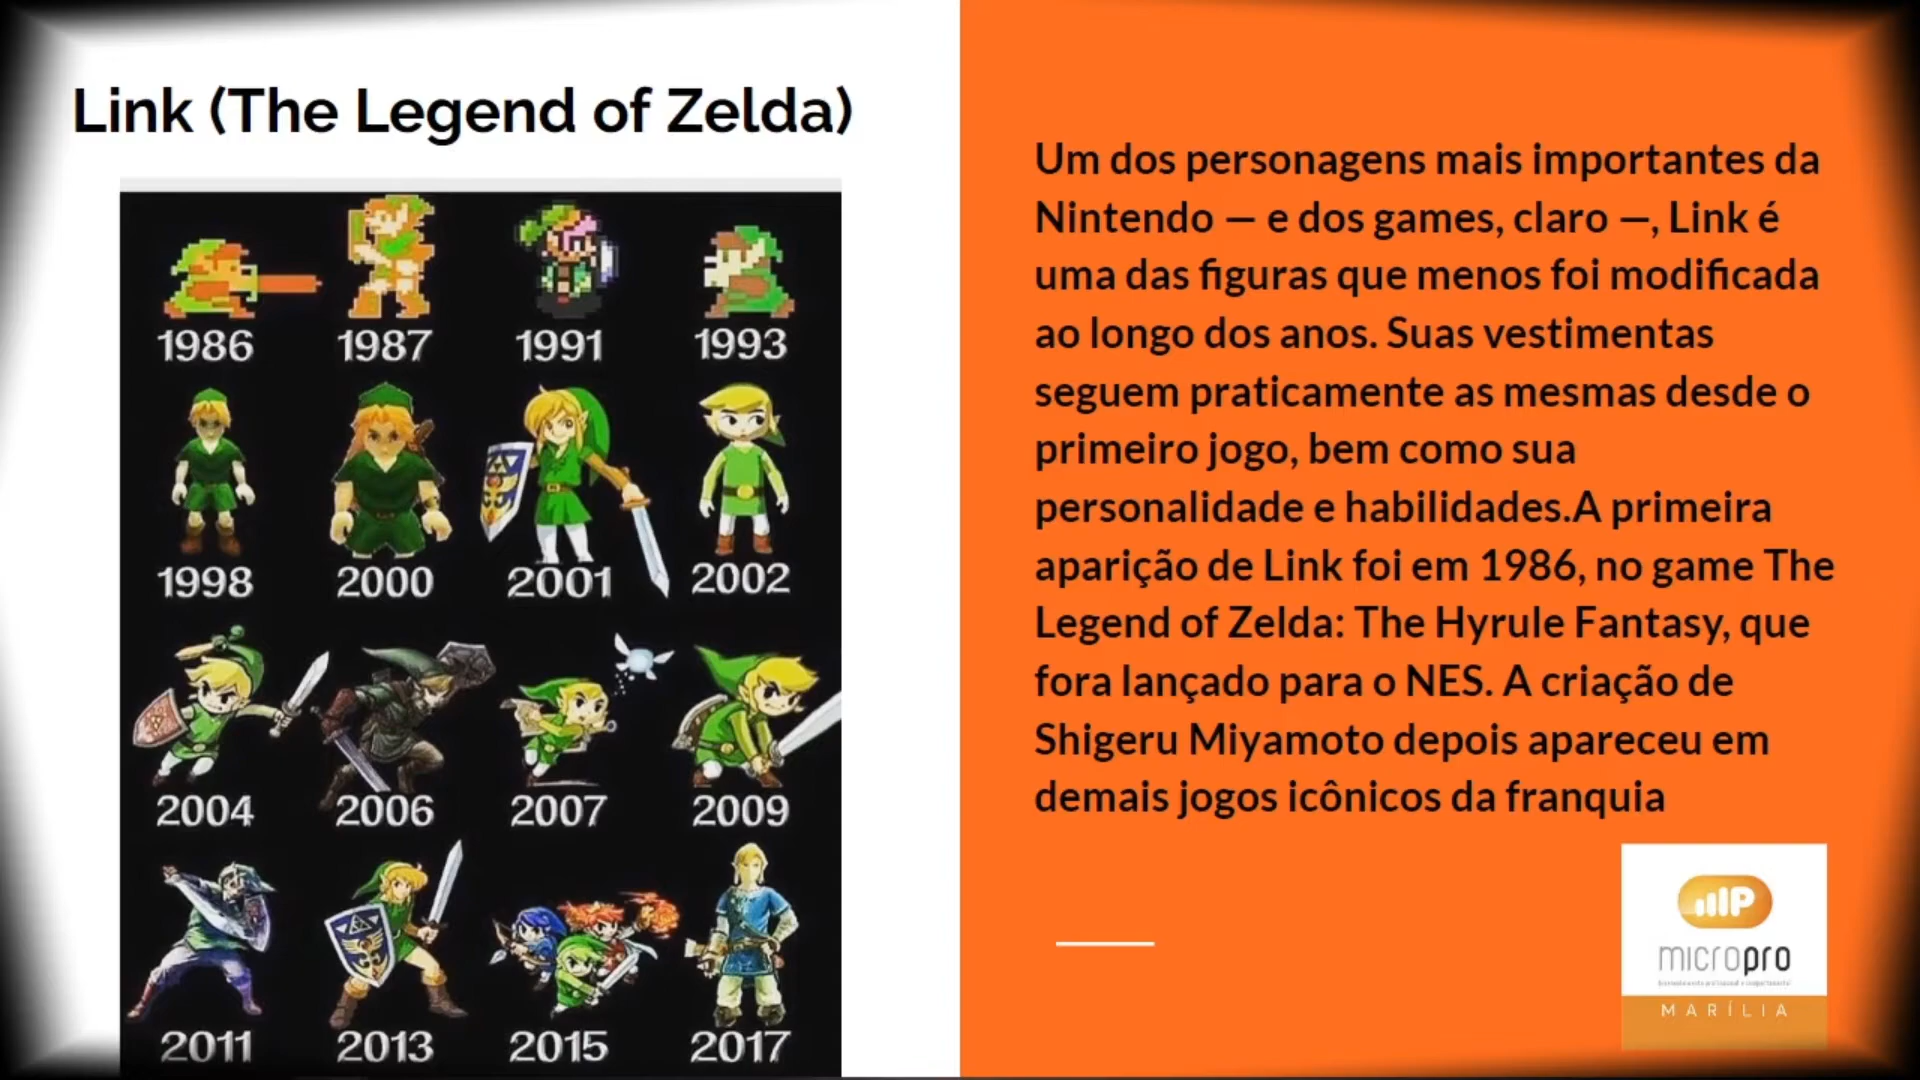 Link (The Legend of Zelda)
1986 1987 1991 1993
1998 2000 2001 2002
2004 2006 2007 2009
2011 2013 2015 2017
Um dos personagens mais importantes da
Nintendo — e dos games, claro —, Link é
uma das figuras que menos foi modificada
ao longo dos anos. Suas vestimentas
seguem praticamente as mesmas desde o
primeiro jogo, bem como sua
personalidade e habilidades.A primeira
aparição de Link foi em 1986, no game The
Legend of Zelda: The Hyrule Fantasy, que
fora lançado para o NES. A criação de
Shigeru Miyamoto depois apareceu em
demais jogos icônicos da franquia
micropro
MARÍLIA